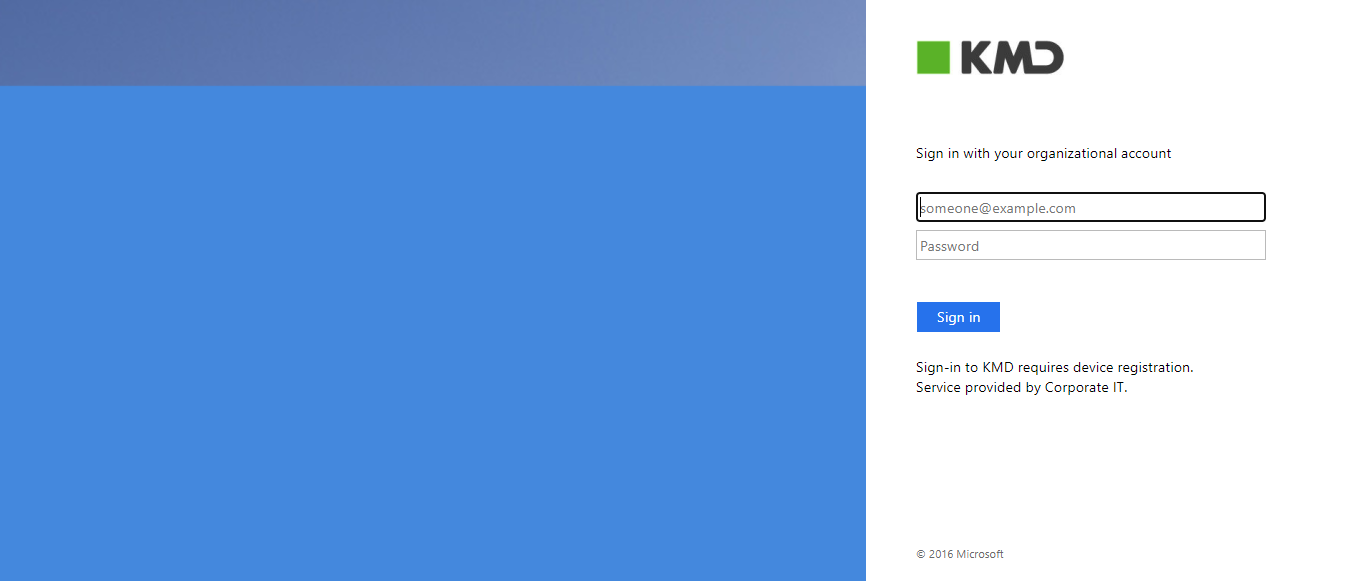 KMD
Sign in with your organizational account
someone@example.com
Password
Sign in
Sign-in to KMD requires device registration.
Service provided by Corporate IT.
© 2016 Microsoft